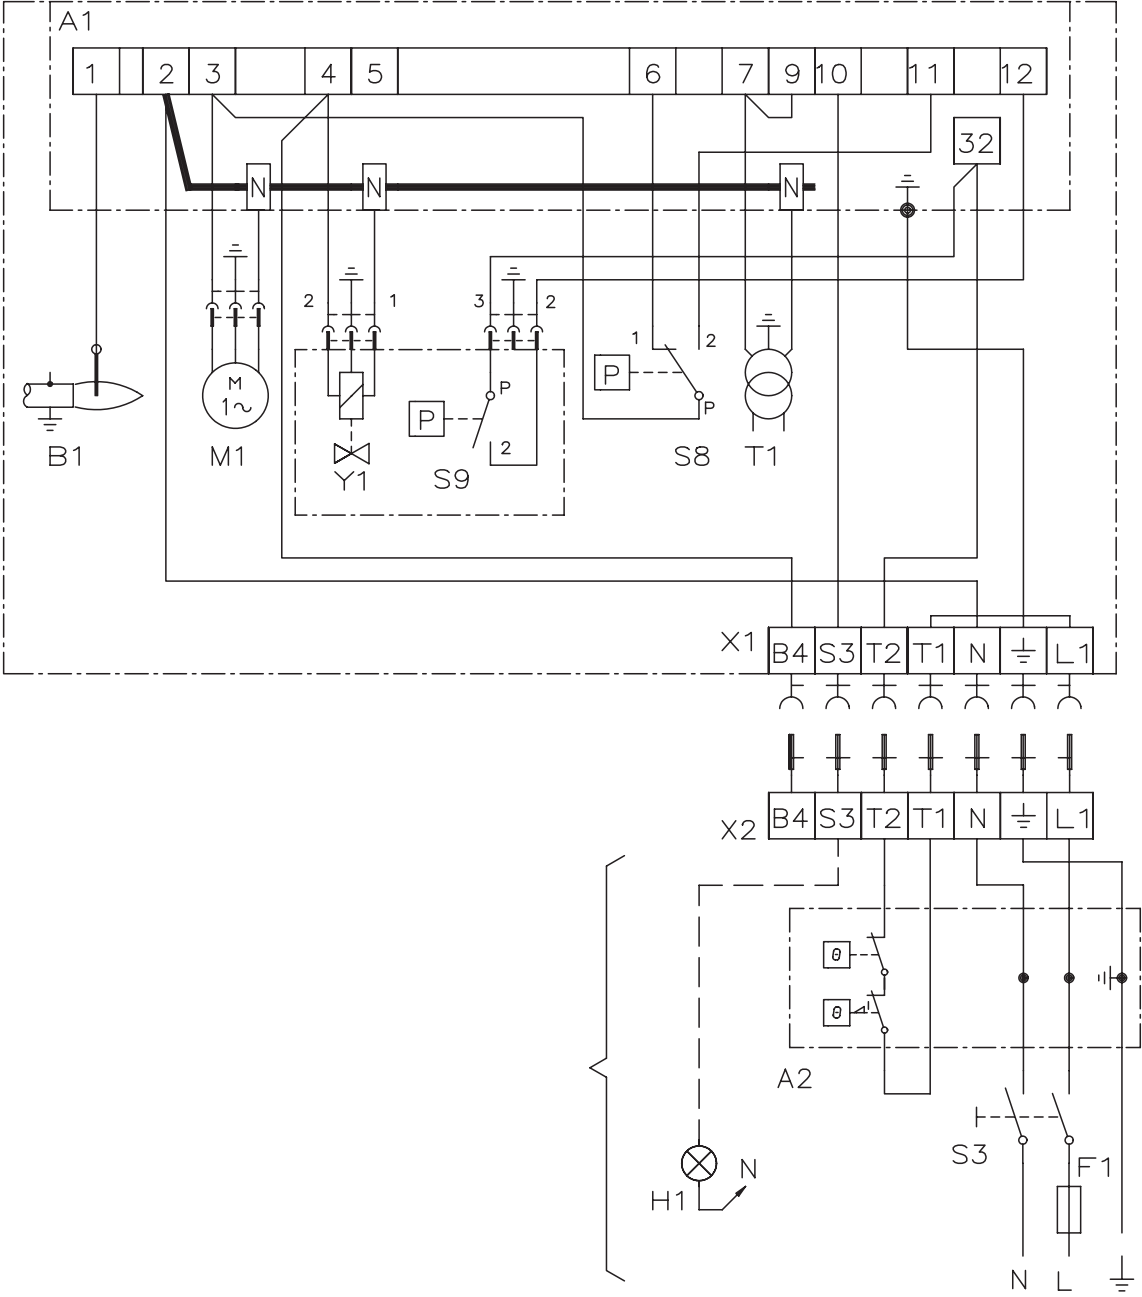 A1
1 2 3 4 5 6 7 9 10 11 12
32
N N N
2 1 3 2
1 2
M
1~
P
P
P
P
2
B1 M1 Y1 S9 S8 T1
X1 B4 S3 T2 T1 N L1
X2 B4 S3 T2 T1 N L1
θ
θ
A2
S3 F1
H1 N
N L